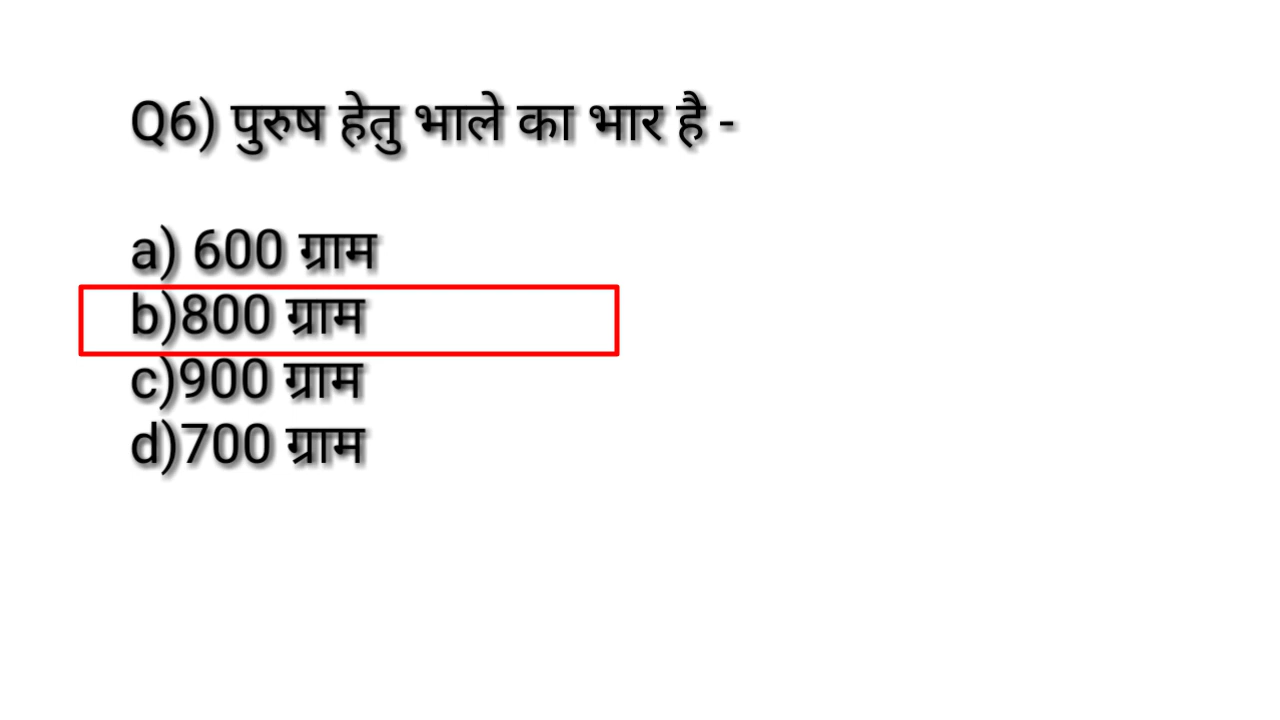 Q6) पुरुष हेतु भाले का भार है -
a) 600 ग्राम
b)800 ग्राम
c)900 ग्राम
d)700 ग्राम